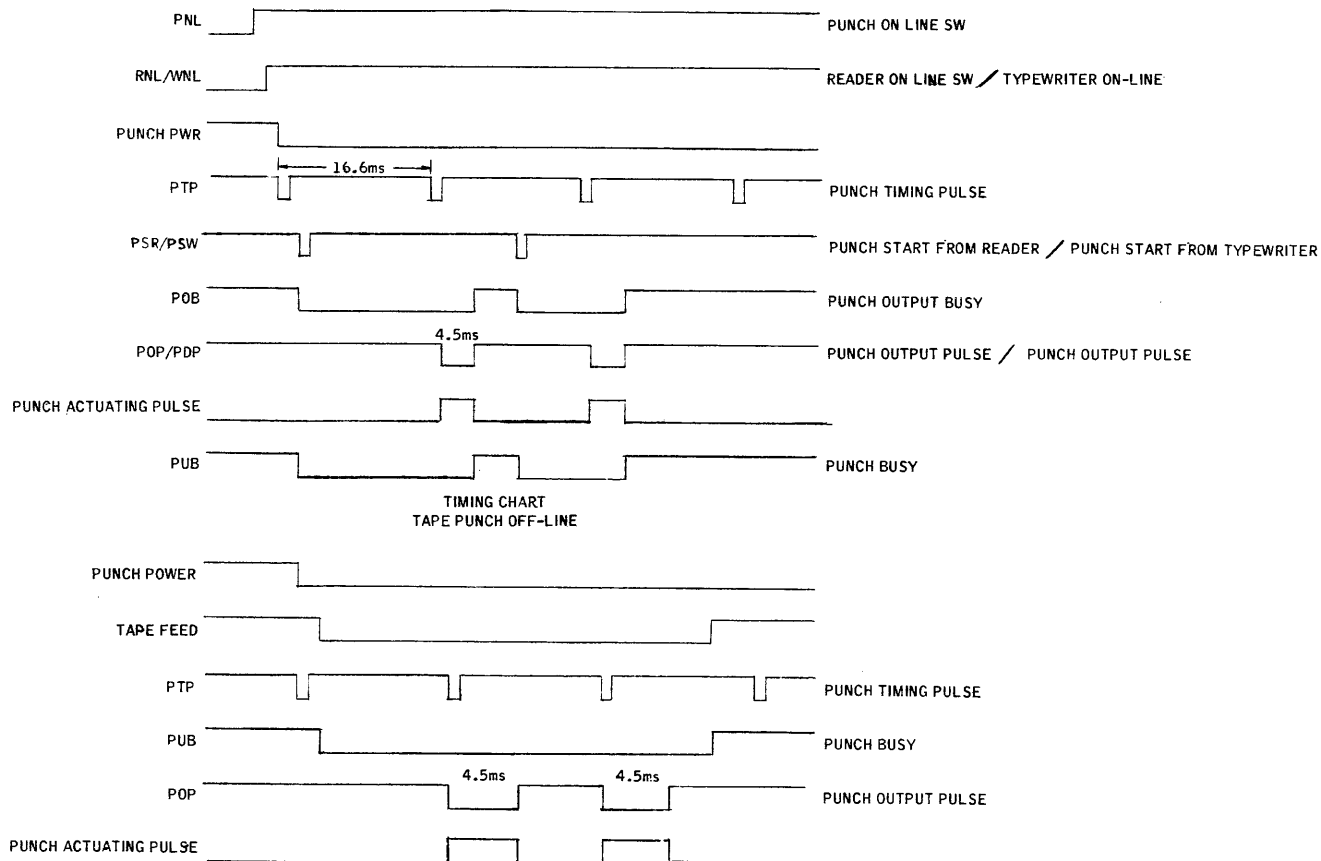 PNL PUNCH ON LINE SW
RNL/WNL READER ON LINE SW / TYPEWRITER ON-LINE
PUNCH PWR
16.6ms
PTP PUNCH TIMING PULSE
PSR/PSW PUNCH START FROM READER / PUNCH START FROM TYPEWRITER
POB PUNCH OUTPUT BUSY
4.5ms
POP/PDP PUNCH OUTPUT PULSE / PUNCH OUTPUT PULSE
PUNCH ACTUATING PULSE
PUB PUNCH BUSY
TIMING CHART
TAPE PUNCH OFF-LINE
PUNCH POWER
TAPE FEED
PTP PUNCH TIMING PULSE
PUB PUNCH BUSY
4.5ms 4.5ms
POP PUNCH OUTPUT PULSE
PUNCH ACTUATING PULSE